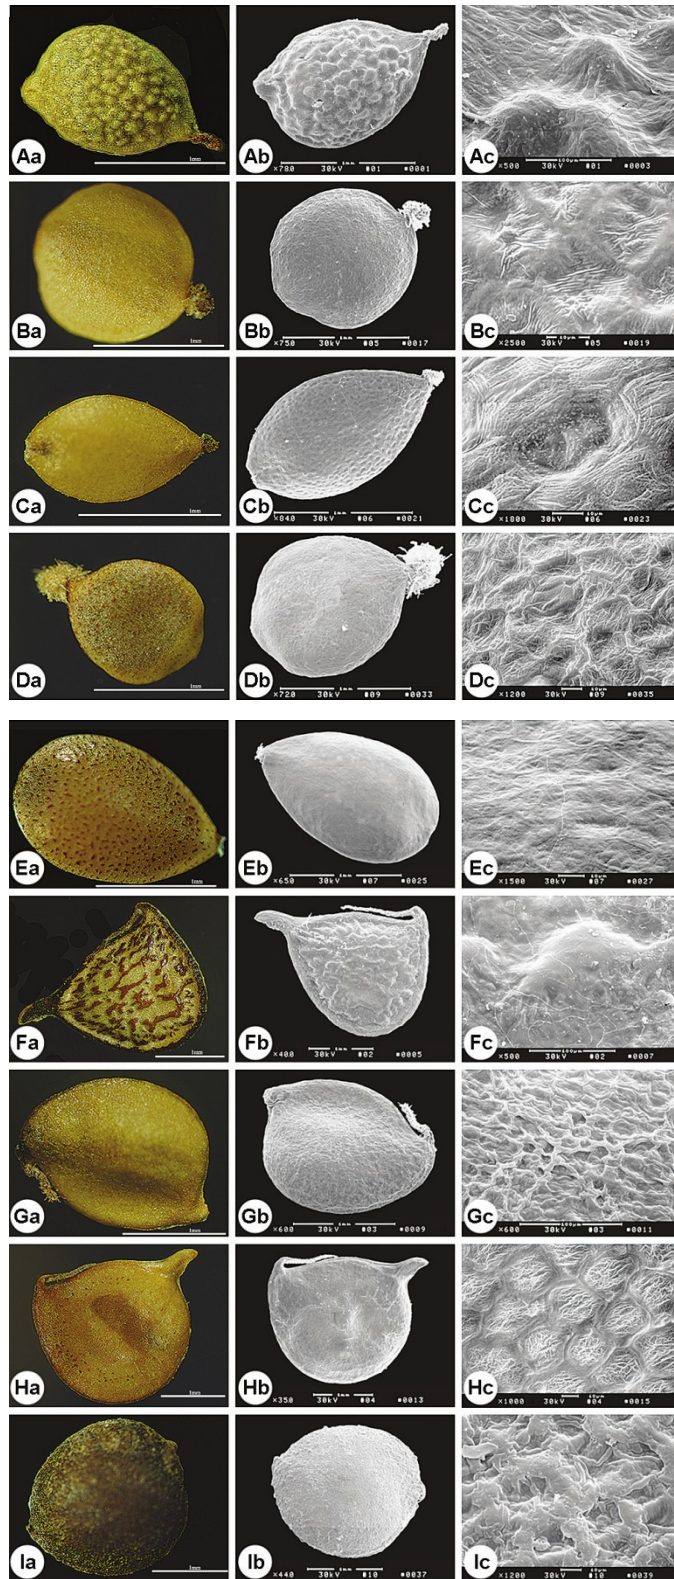 Aa 1mm
Ab ×780 30kV 1mm #01 #0001
Ac ×500 30kV 100µm #01 #0003
Ba 1mm
Bb ×750 30kV 1mm #05 #0017
Bc ×2500 30kV 10µm #05 #0019
Ca 1mm
Cb ×840 30kV 1mm #06 #0021
Cc ×1800 30kV 10µm #06 #0023
Da 1mm
Db ×720 30kV 1mm #09 #0033
Dc ×1200 30kV 10µm #09 #0035
Ea 1mm
Eb ×650 30kV 1mm #07 #0025
Ec ×1500 30kV 10µm #07 #0027
Fa 1mm
Fb ×400 30kV 1mm #02 #0005
Fc ×500 30kV 100µm #02 #0007
Ga 1mm
Gb ×600 30kV 1mm #03 #0009
Gc ×600 30kV 100µm #03 #0011
Ha 1mm
Hb ×350 30kV 1mm #04 #0013
Hc ×1000 30kV 10µm #04 #0015
Ia 1mm
Ib ×440 30kV 1mm #10 #0037
Ic ×1200 30kV 10µm #10 #0039